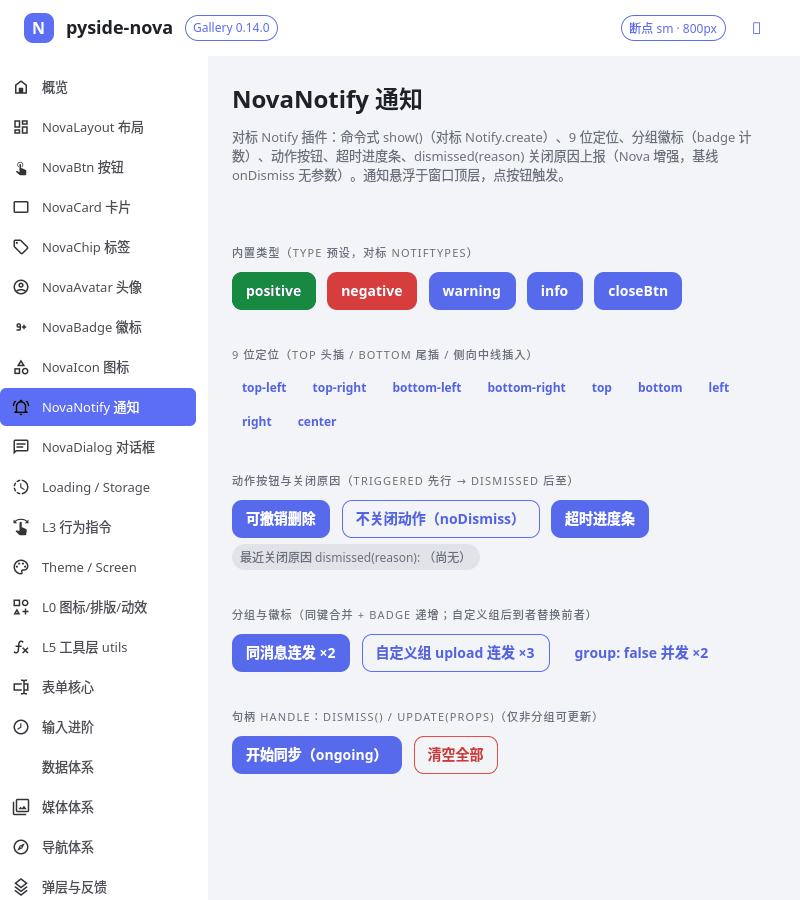 N pyside-nova Gallery 0.14.0 断点 sm · 800px
概览
NovaLayout 布局
NovaBtn 按钮
NovaCard 卡片
NovaChip 标签
NovaAvatar 头像
9+ NovaBadge 徽标
NovaIcon 图标
NovaNotify 通知
NovaDialog 对话框
Loading / Storage
L3 行为指令
Theme / Screen
L0 图标/排版/动效
L5 工具层 utils
表单核心
输入进阶
数据体系
媒体体系
导航体系
弹层与反馈
NovaNotify 通知
对标 Notify 插件：命令式 show()（对标 Notify.create）、9 位定位、分组徽标（badge 计
数）、动作按钮、超时进度条、dismissed(reason) 关闭原因上报（Nova 增强，基线
onDismiss 无参数）。通知悬浮于窗口顶层，点按钮触发。
内置类型（TYPE 预设，对标 NOTIFTYPES）
positive negative warning info closeBtn
9 位定位（TOP 头插 / BOTTOM 尾插 / 侧向中线插入）
top-left top-right bottom-left bottom-right top bottom left
right center
动作按钮与关闭原因（TRIGGERED 先行 → DISMISSED 后至）
可撤销删除 不关闭动作（noDismiss） 超时进度条
最近关闭原因 dismissed(reason): （尚无）
分组与徽标（同键合并 + BADGE 递增；自定义组后到者替换前者）
同消息连发 ×2 自定义组 upload 连发 ×3 group: false 并发 ×2
句柄 HANDLE：DISMISS() / UPDATE(PROPS)（仅非分组可更新）
开始同步（ongoing） 清空全部